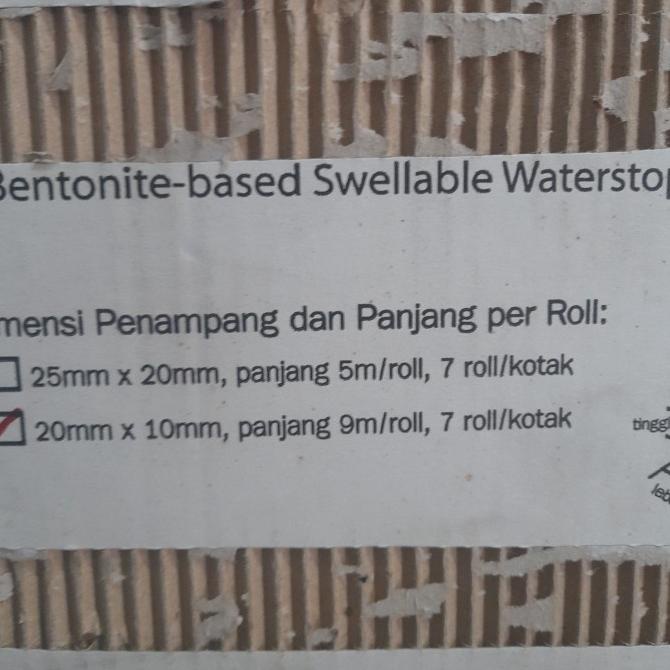 Bentonite-based Swellable Watersto
mensi Penampang dan Panjang per Roll:
25mm x 20mm, panjang 5m/roll, 7 roll/kotak
20mm x 10mm, panjang 9m/roll, 7 roll/kotak
tingg
leb